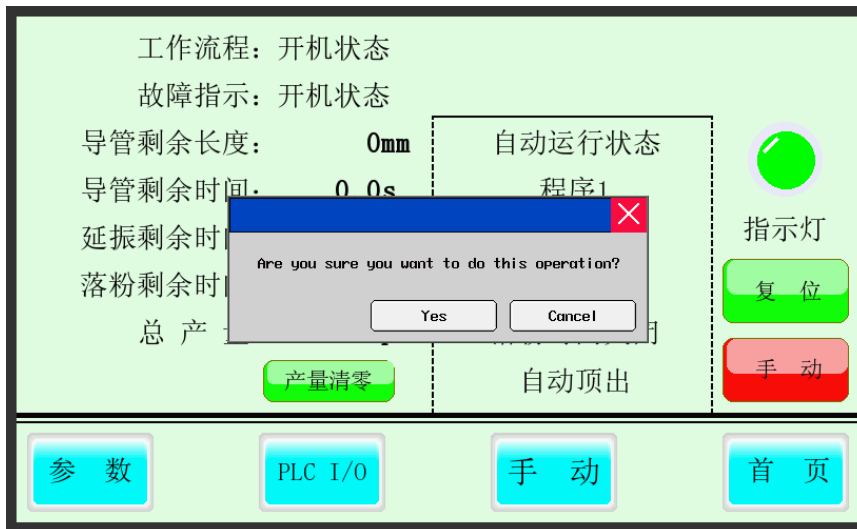 工作流程：开机状态
故障指示：开机状态
导管剩余长度： 0mm
自动运行状态
导管剩余时间： 0.0s
程序1
延振剩余时
落粉剩余时
总 产
Are you sure you want to do this operation?
Yes
Cancel
自动顶出
产量清零
指示灯
复 位
手 动
参 数
PLC I/O
手 动
首 页